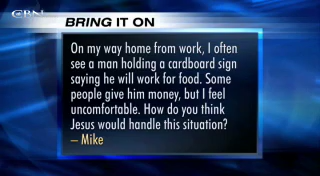 CBN
BRING IT ON
On my way home from work, I often
see a man holding a cardboard sign
saying he will work for food. Some
people give him money, but I feel
uncomfortable. How do you think
Jesus would handle this situation?
– Mike